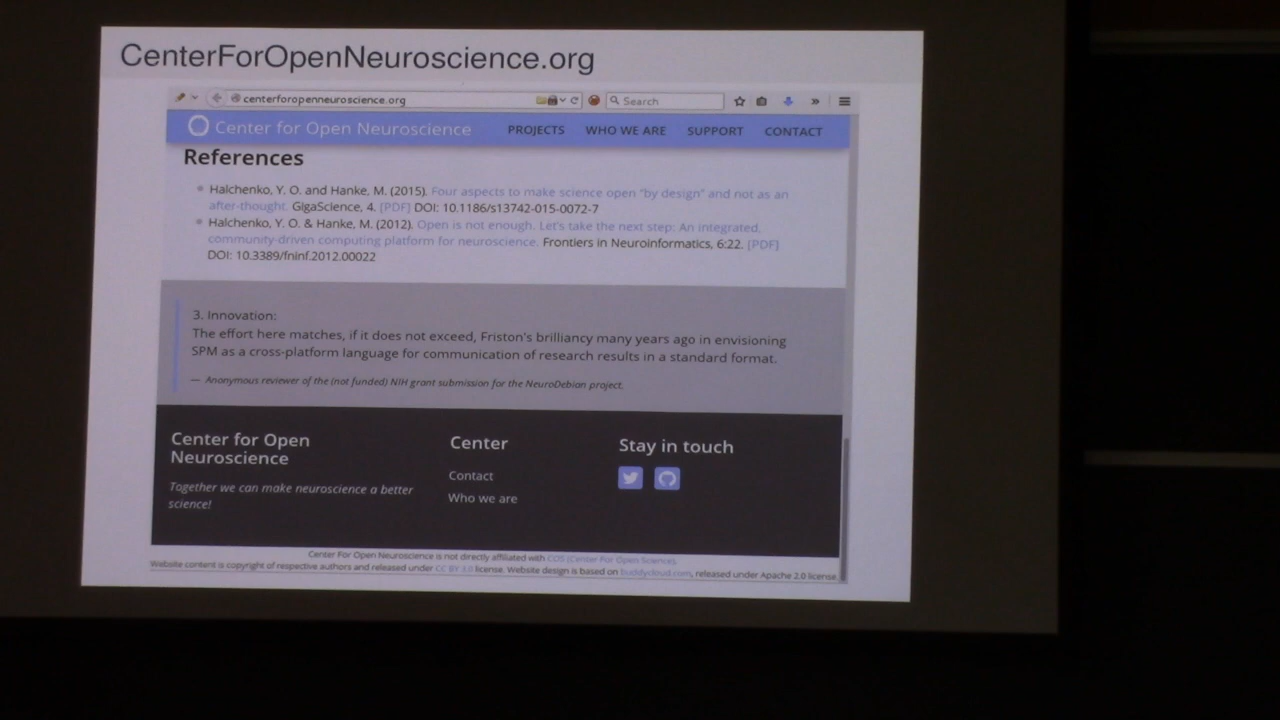 CenterForOpenNeuroscience.org
centerforopenneuroscience.org
Search
Center for Open Neuroscience
PROJECTS
WHO WE ARE
SUPPORT
CONTACT
References
Halchenko, Y. O. and Hanke, M. (2015). Four aspects to make science open "by design" and not as an
after-thought. GigaScience, 4. [PDF] DOI: 10.1186/s13742-015-0072-7
Halchenko, Y. O. & Hanke, M. (2012). Open is not enough. Let's take the next step: An integrated,
community-driven computing platform for neuroscience. Frontiers in Neuroinformatics, 6:22. [PDF]
DOI: 10.3389/fninf.2012.00022
3. Innovation:
The effort here matches, if it does not exceed, Friston's brilliancy many years ago in envisioning
SPM as a cross-platform language for communication of research results in a standard format.
— Anonymous reviewer of the (not funded) NIH grant submission for the NeuroDebian project.
Center for Open
Neuroscience
Together we can make neuroscience a better
science!
Center
Contact
Who we are
Stay in touch
Center For Open Neuroscience is not directly affiliated with COS (Center For Open Science).
Website content is copyright of respective authors and released under CC BY 3.0 license. Website design is based on buddycloud.com, released under Apache 2.0 license.